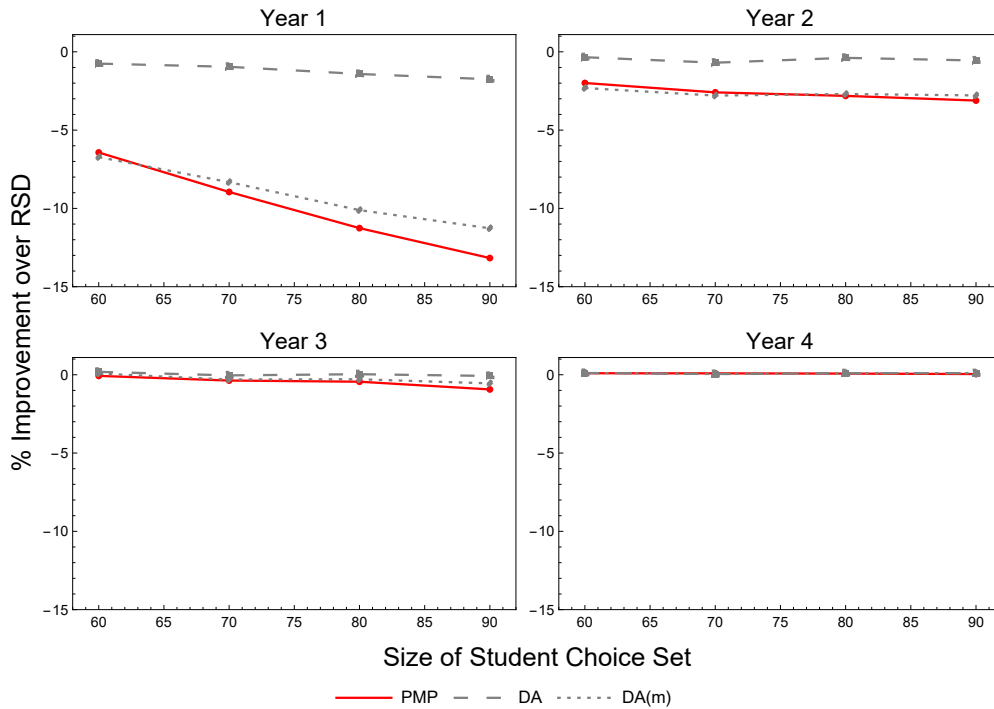 Year 1
Year 2
0
−5
−10
−15
60 65 70 75 80 85 90
0
−5
−10
−15
60 65 70 75 80 85 90
Year 3
Year 4
0
−5
−10
−15
60 65 70 75 80 85 90
0
−5
−10
−15
60 65 70 75 80 85 90
% Improvement over RSD
Size of Student Choice Set
PMP DA DA(m)